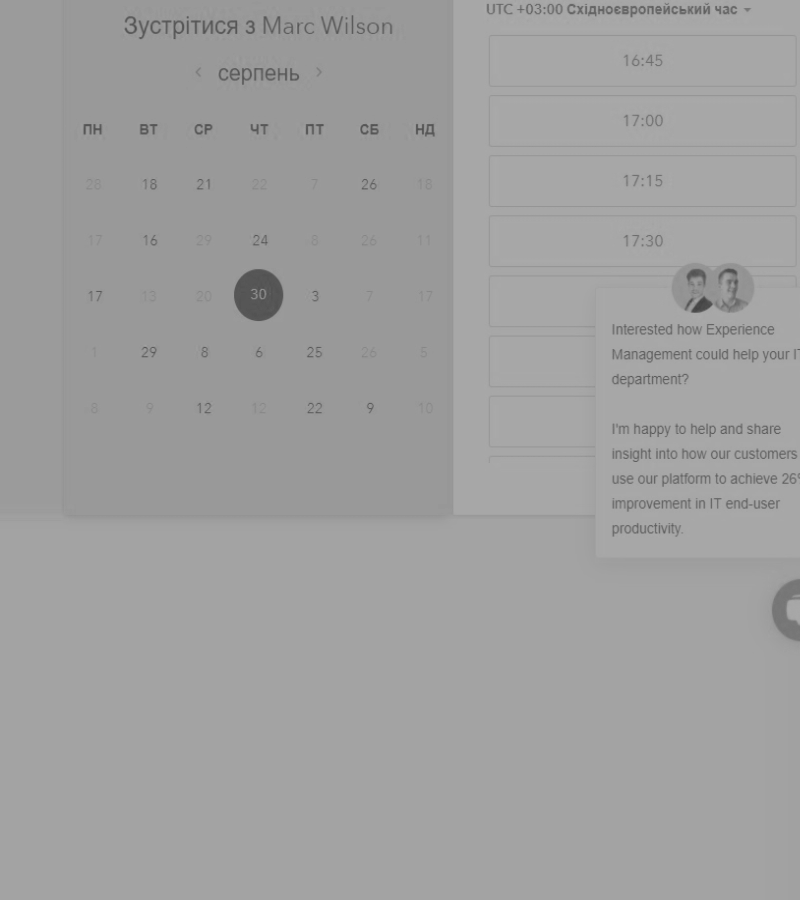 Зустрітися з Marc Wilson
серпень
ПН ВТ СР ЧТ ПТ СБ НД
28 18 21 22 7 26 18
17 16 29 24 8 26 11
17 13 20 30 3 7 17
1 29 8 6 25 26 5
8 9 12 12 22 9 10
UTC +03:00 Східноєвропейський час
16:45
17:00
17:15
17:30
Interested how Experience
Management could help your
department?
I'm happy to help and share
insight into how our customers
use our platform to achieve
improvement in IT end-user
productivity.